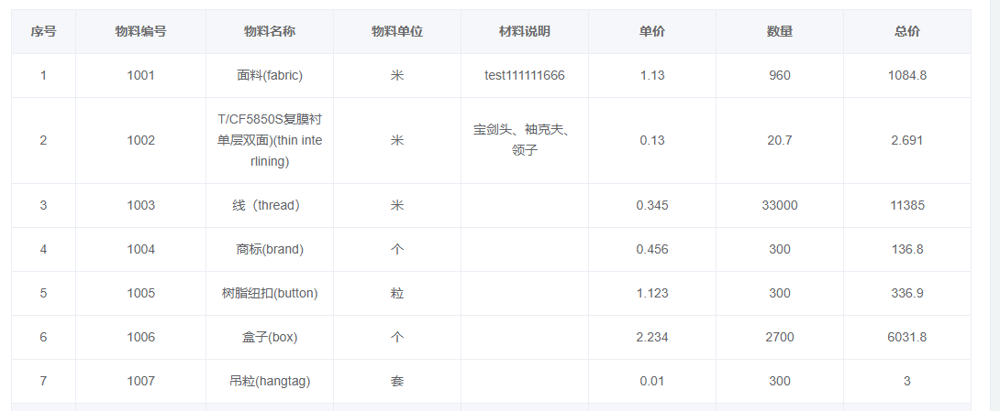 序号 物料编号 物料名称 物料单位 材料说明 单价 数量 总价
1 1001 面料(fabric) 米 test111111666 1.13 960 1084.8
T/CF5850S复膜衬
2 1002 单层双面)(thin inte 米 宝剑头、袖克夫、 0.13 20.7 2.691
rlining) 领子
3 1003 线（thread） 米 0.345 33000 11385
4 1004 商标(brand) 个 0.456 300 136.8
5 1005 树脂纽扣(button) 粒 1.123 300 336.9
6 1006 盒子(box) 个 2.234 2700 6031.8
7 1007 吊粒(hangtag) 套 0.01 300 3